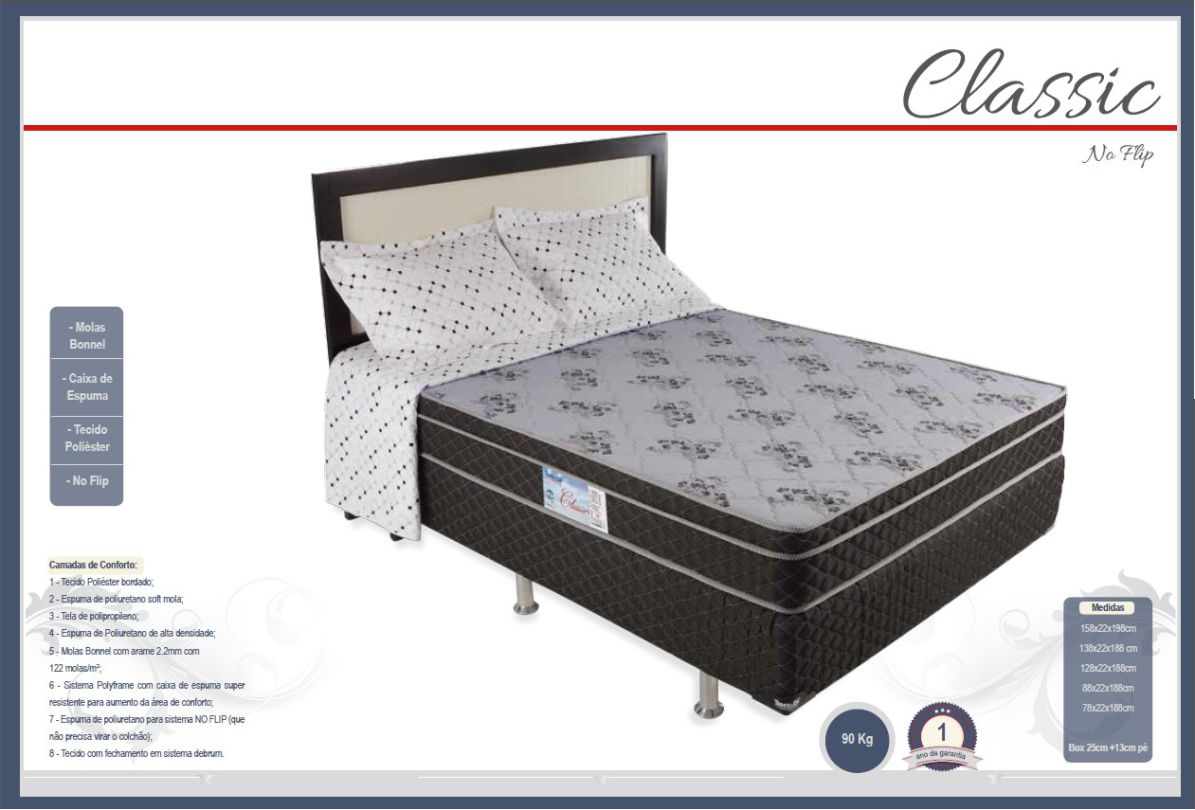 Classic
No Flip
- Molas
Bonnel
- Caixa de
Espuma
- Tecido
Poliéster
- No Flip
Classic
Camadas de Conforto:
1 - Tecido Poliéster bordado;
2 - Espuma de poliuretano soft mola;
3 - Tela de polipropileno;
4 - Espuma de Poliuretano de alta densidade;
5 - Molas Bonnel com arame 2.2mm com
122 molas/m²;
6 - Sistema Polyframe com caixa de espuma super
resistente para aumento da área de conforto;
7 - Espuma de poliuretano para sistema NO FLIP (que
não precisa virar o colchão);
8 - Tecido com fechamento em sistema debrum.
90 Kg
1
ano de garantia
Medidas
158x22x198cm
138x22x188 cm
128x22x188cm
88x22x188cm
78x22x188cm
Box 25cm +13cm pé